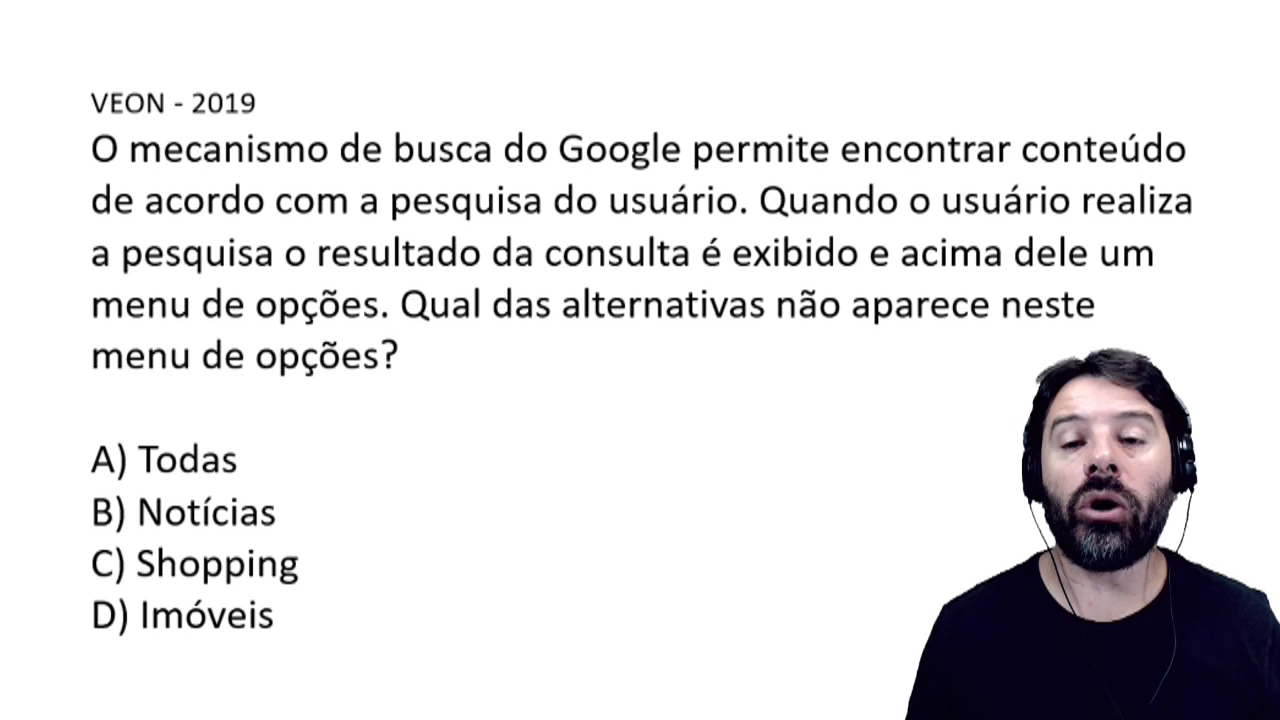 VEON - 2019
O mecanismo de busca do Google permite encontrar conteúdo
de acordo com a pesquisa do usuário. Quando o usuário realiza
a pesquisa o resultado da consulta é exibido e acima dele um
menu de opções. Qual das alternativas não aparece neste
menu de opções?
A) Todas
B) Notícias
C) Shopping
D) Imóveis